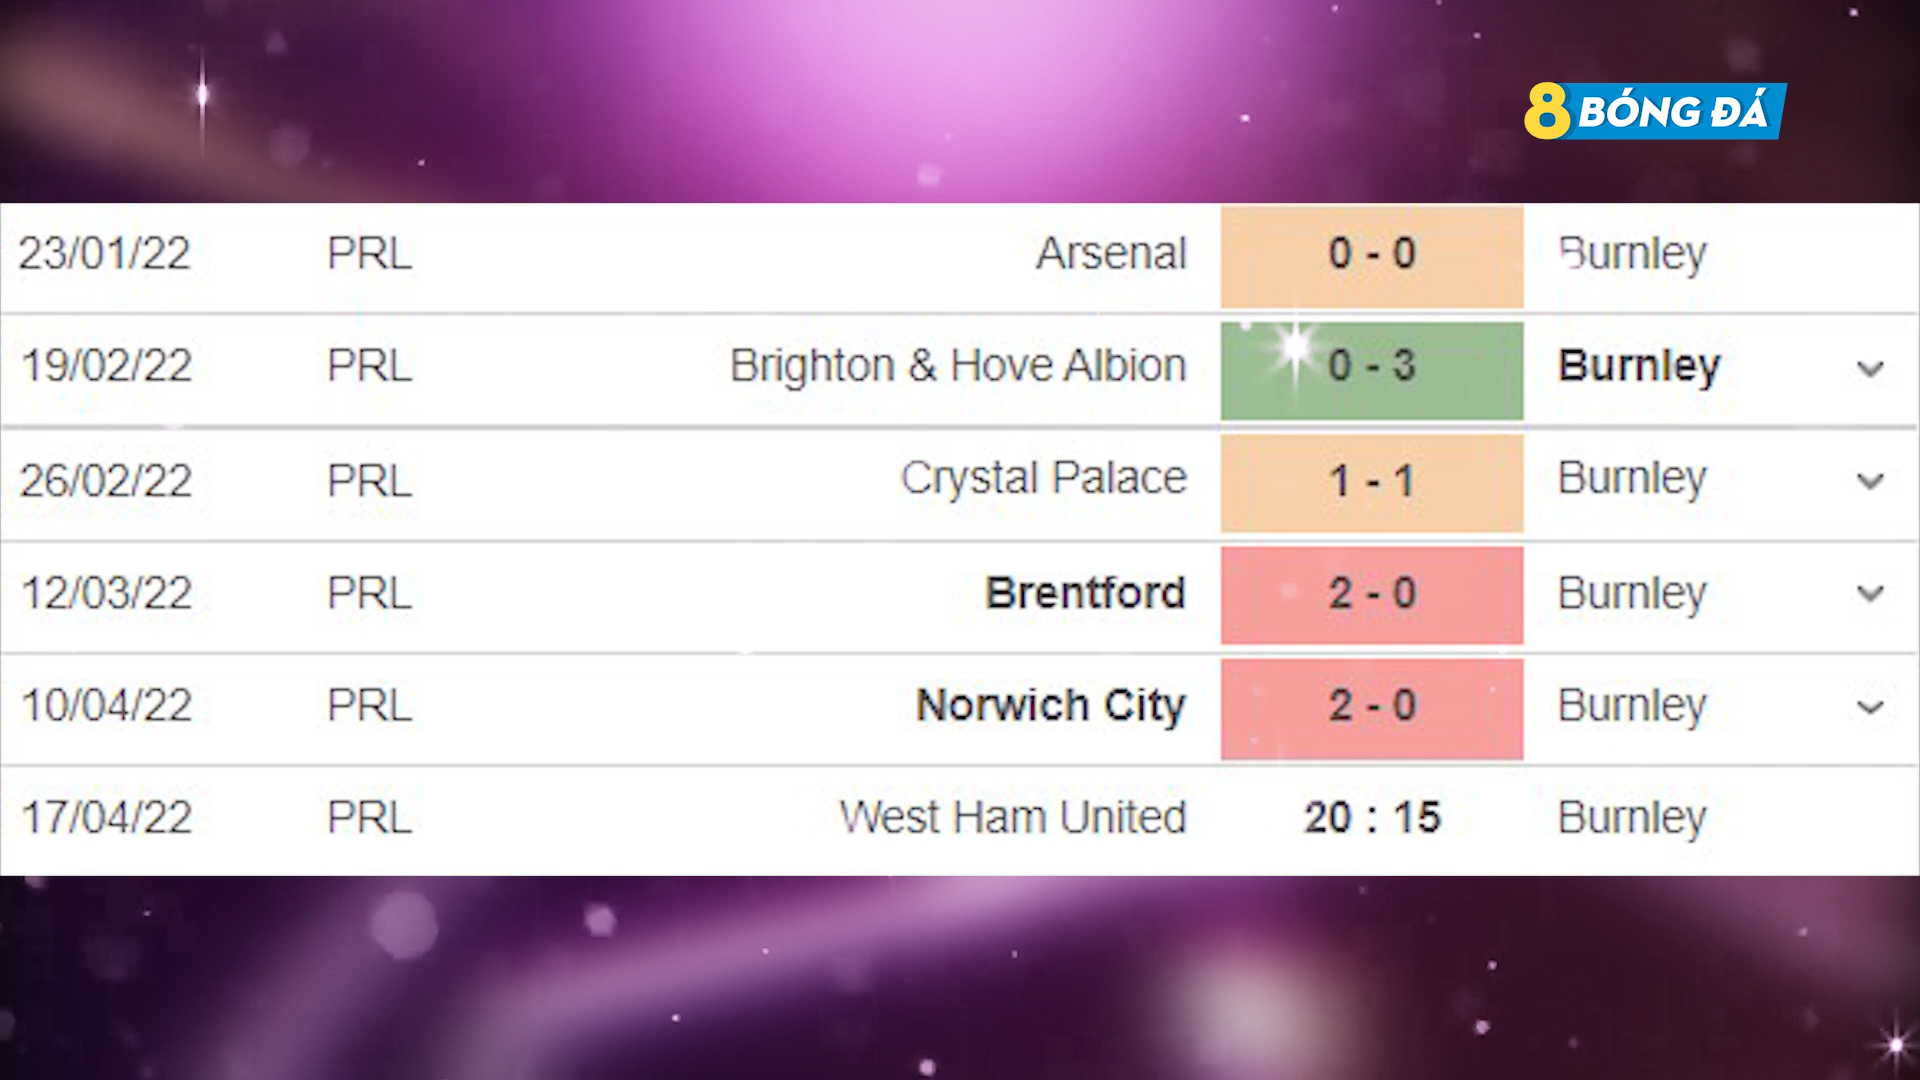 8 BÓNG ĐÁ
23/01/22 PRL Arsenal 0 - 0 Burnley
19/02/22 PRL Brighton & Hove Albion 0 - 3 Burnley
26/02/22 PRL Crystal Palace 1 - 1 Burnley
12/03/22 PRL Brentford 2 - 0 Burnley
10/04/22 PRL Norwich City 2 - 0 Burnley
17/04/22 PRL West Ham United 20 : 15 Burnley